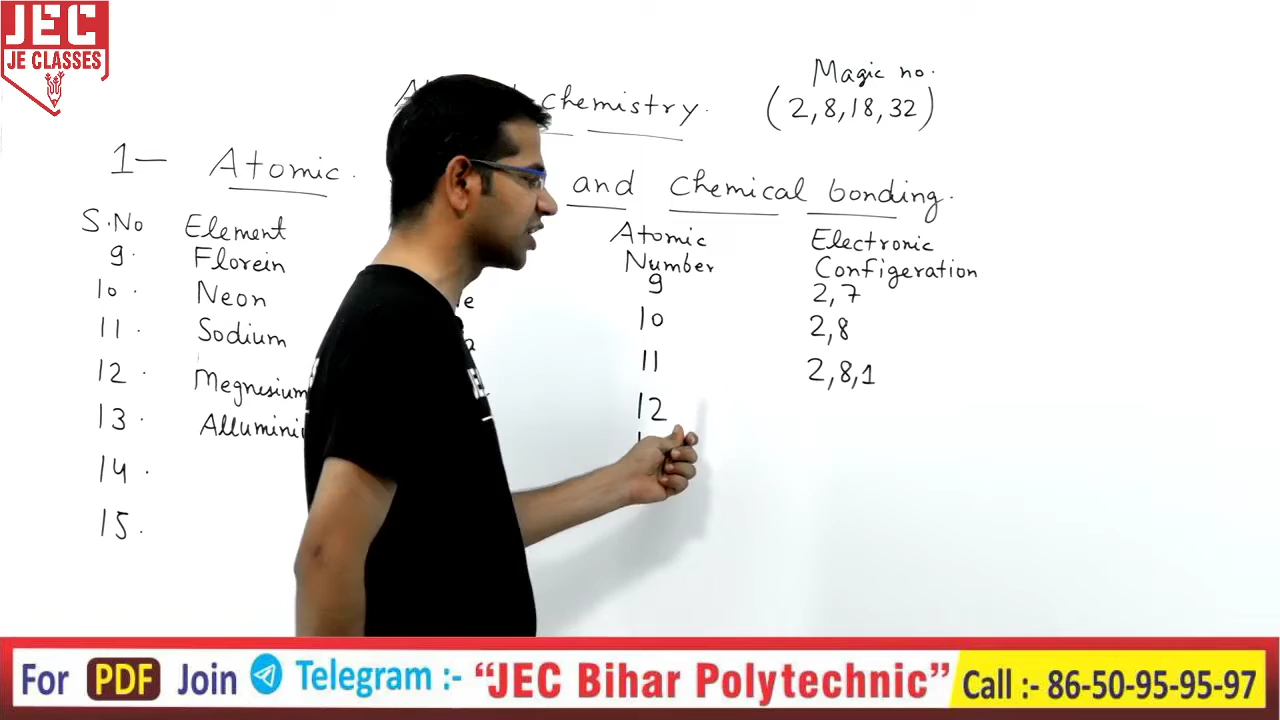 JEC
JE CLASSES
chemistry.
Magic no.
(2,8,18,32)
1— Atomic. and chemical bonding.
S.No Element Atomic Number Electronic Configeration
9. Florein 9 2,7
10. Neon e 10 2,8
11. Sodium 11 2,8,1
12. Megnesium 12
13. Allumini
14.
15.
For PDF Join Telegram :- “JEC Bihar Polytechnic” Call :- 86-50-95-95-97